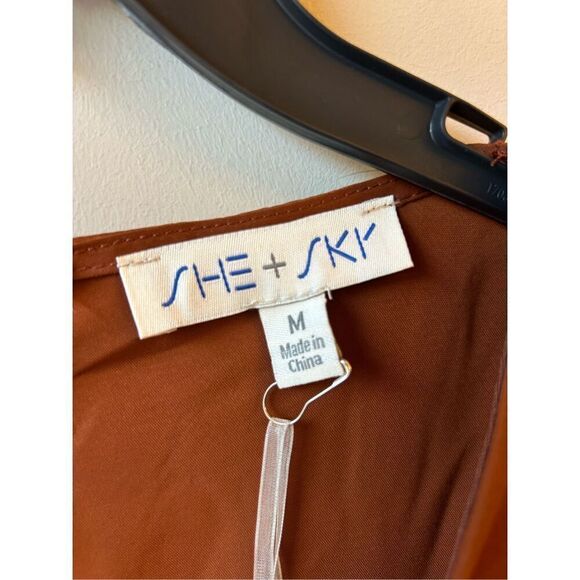 SHE + SKY
M
Made in
China